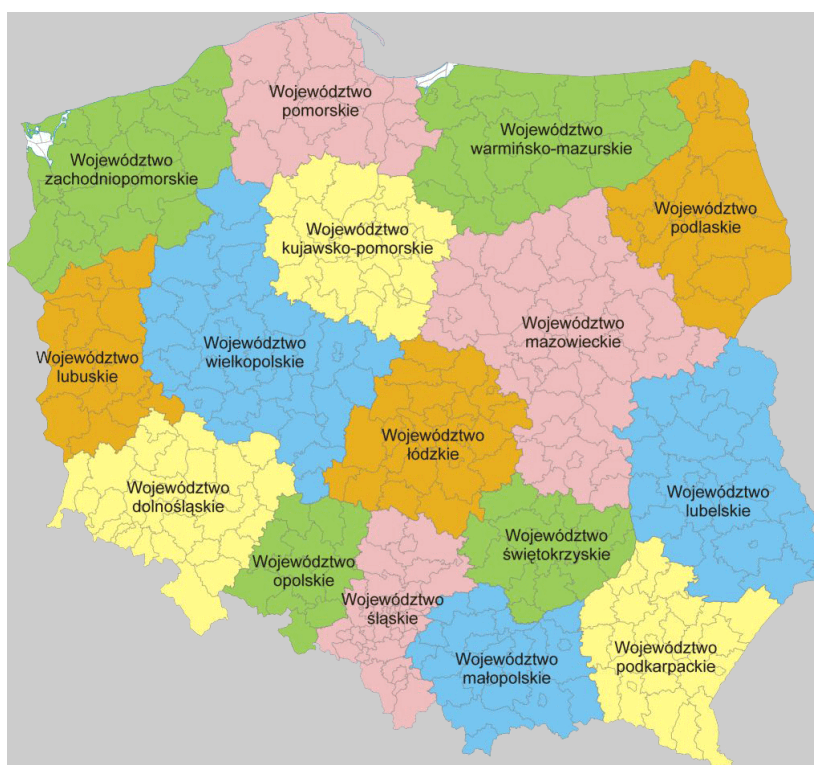 Województwo
pomorskie
Województwo
warmińsko-mazurskie
Województwo
zachodniopomorskie
Województwo
podlaskie
Województwo
kujawsko-pomorskie
Województwo
mazowieckie
Województwo
wielkopolskie
Województwo
lubuskie
Województwo
łódzkie
Województwo
dolnośląskie
Województwo
lubelskie
Województwo
świętokrzyskie
Województwo
opolskie
Województwo
śląskie
Województwo
małopolskie
Województwo
podkarpackie